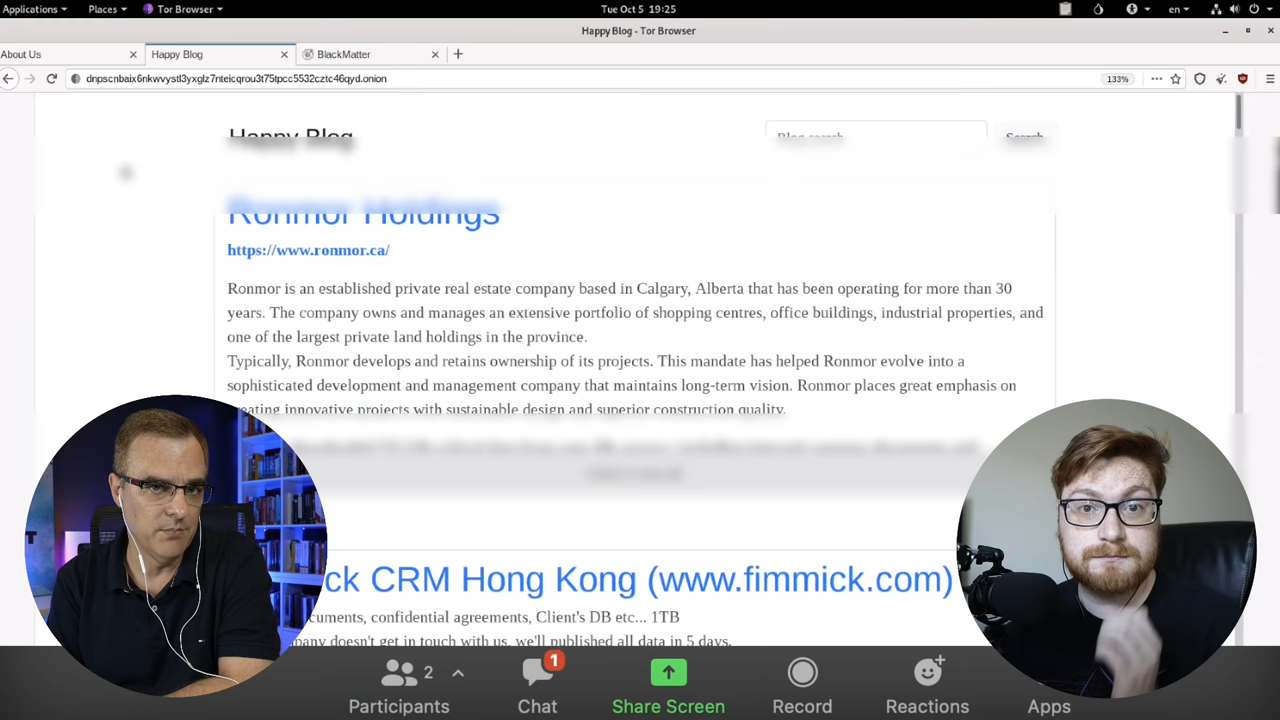 Applications
Places
Tor Browser
Tue Oct 5 19:25
en
Happy Blog - Tor Browser
About Us
Happy Blog
BlackMatter
dnpscnbaix6nkwvystl3yxglz7nteicqrou3t75tpcc5532cztc46qyd.onion
133%
Happy Blog
Blog search
Search
Ronmor Holdings
https://www.ronmor.ca/
Ronmor is an established private real estate company based in Calgary, Alberta that has been operating for more than 30
years. The company owns and manages an extensive portfolio of shopping centres, office buildings, industrial properties, and
one of the largest private land holdings in the province.
Typically, Ronmor develops and retains ownership of its projects. This mandate has helped Ronmor evolve into a
sophisticated development and management company that maintains long-term vision. Ronmor places great emphasis on
creating innovative projects with sustainable design and superior construction quality.
ck CRM Hong Kong (www.fimmick.com)
cuments, confidential agreements, Client's DB etc... 1TB
pany doesn't get in touch with us, we'll published all data in 5 days.
2
1
Participants
Chat
Share Screen
Record
Reactions
Apps